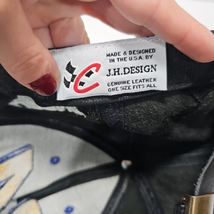 C
MADE & DESIGNED
IN THE U.S.A. BY
J.H.DESIGN
GENUINE LEATHER
ONE SIZE FITS ALL